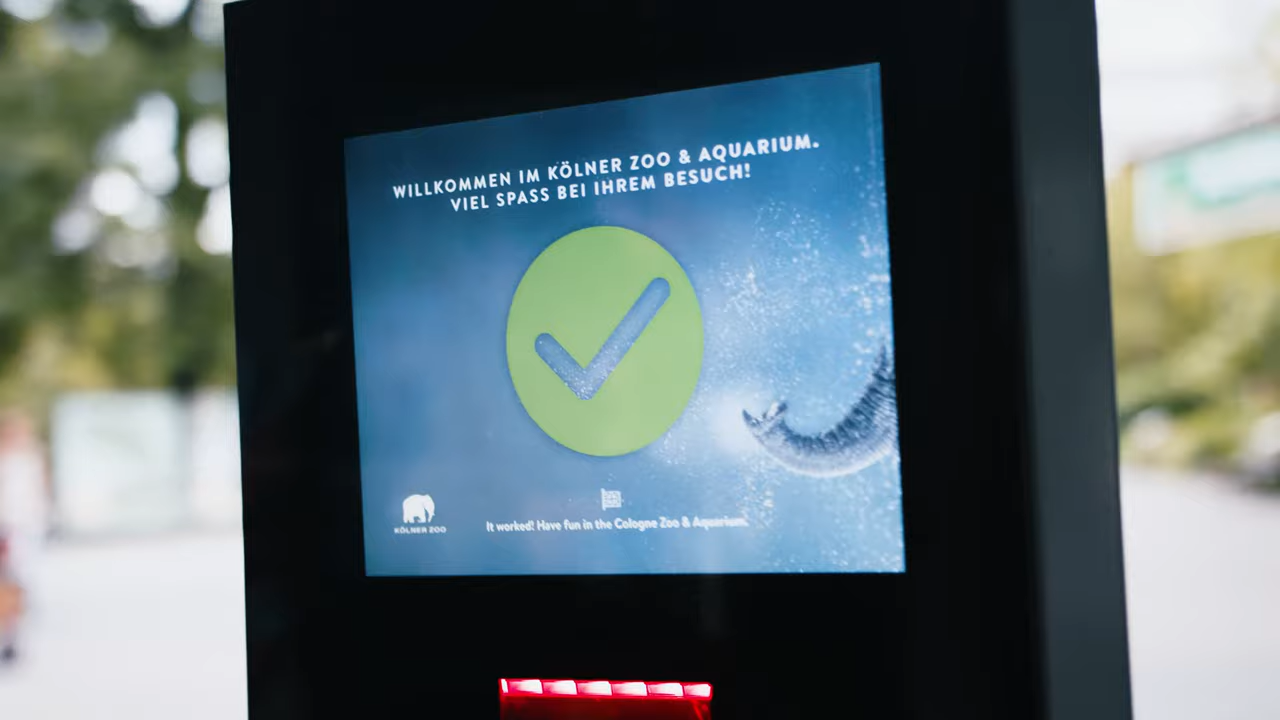 WILLKOMMEN IM KÖLNER ZOO & AQUARIUM.
VIEL SPASS BEI IHREM BESUCH!
KÖLNER ZOO
It worked! Have fun in the Cologne Zoo & Aquarium.